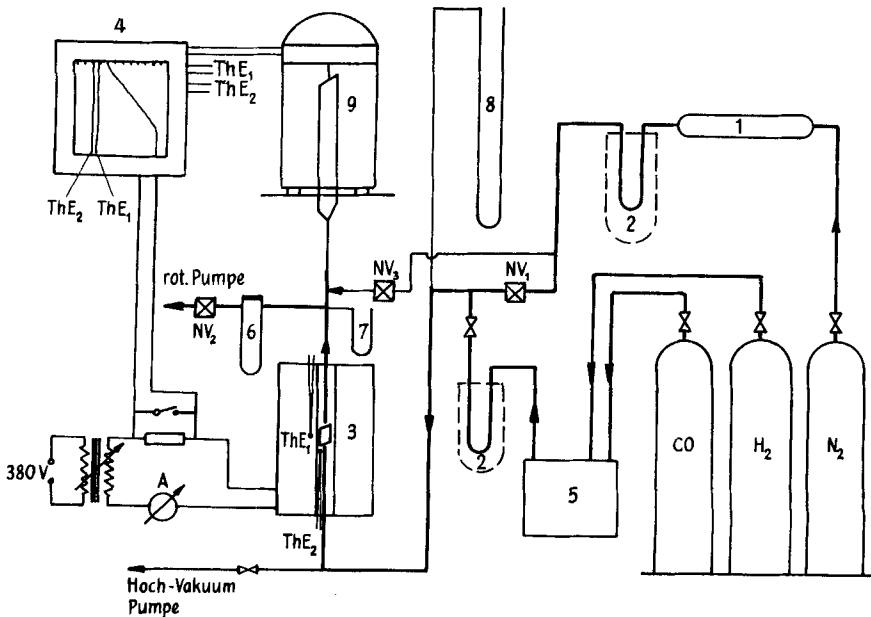 4
ThE₁
ThE₂
9
8
1
2
ThE₂
ThE₁
rot. Pumpe
NV₃
NV₁
NV₂
6
7
3
ThE₁
2
5
CO
H₂
N₂
380 V
A
ThE₂
Hoch-Vakuum
Pumpe